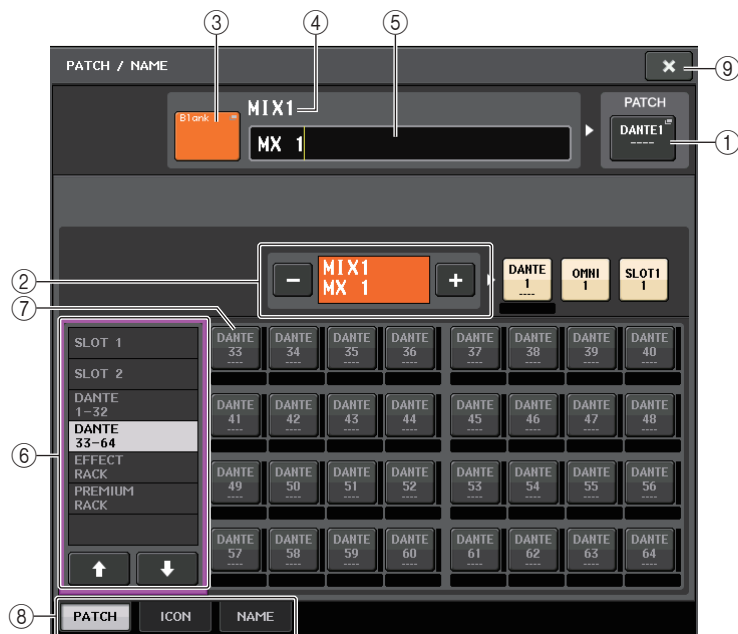 ③ ④ ⑤
PATCH / NAME
⑨
Blank
MIX1
MX 1
PATCH
DANTE1
----
①
②
MIX1
MX 1
DANTE
1
----
OMNI
1
SLOT1
1
⑦
SLOT 1
SLOT 2
DANTE
1-32
DANTE
33-64
EFFECT
RACK
PREMIUM
RACK
⑥
DANTE DANTE DANTE DANTE DANTE DANTE DANTE DANTE
33 34 35 36 37 38 39 40
---- ---- ---- ---- ---- ---- ---- ----
DANTE DANTE DANTE DANTE DANTE DANTE DANTE DANTE
41 42 43 44 45 46 47 48
---- ---- ---- ---- ---- ---- ---- ----
DANTE DANTE DANTE DANTE DANTE DANTE DANTE DANTE
49 50 51 52 53 54 55 56
---- ---- ---- ---- ---- ---- ---- ----
DANTE DANTE DANTE DANTE DANTE DANTE DANTE DANTE
57 58 59 60 61 62 63 64
---- ---- ---- ---- ---- ---- ---- ----
⑧
PATCH ICON NAME